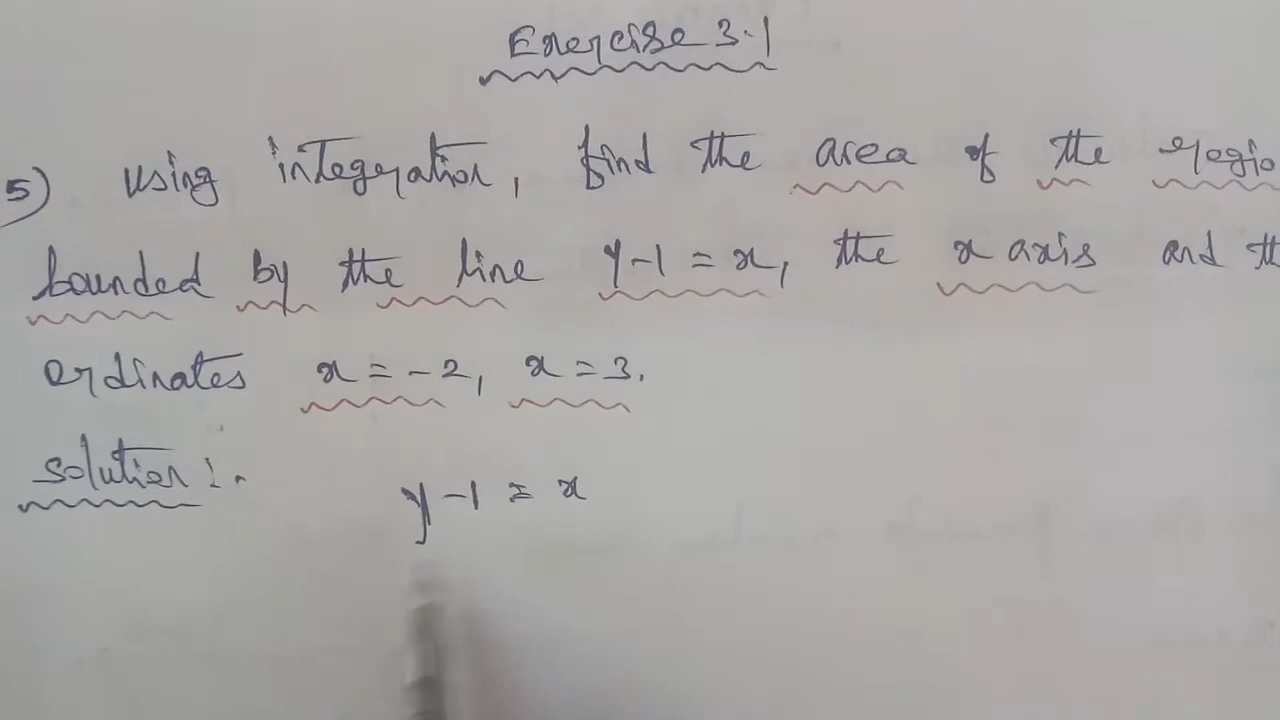 Exercise 3.1
5) Using integeration, find the area of the regio
bounded by the line y-1=x, the x axis and th
ordinates x=-2, x=3.
solution:-
y-1=x